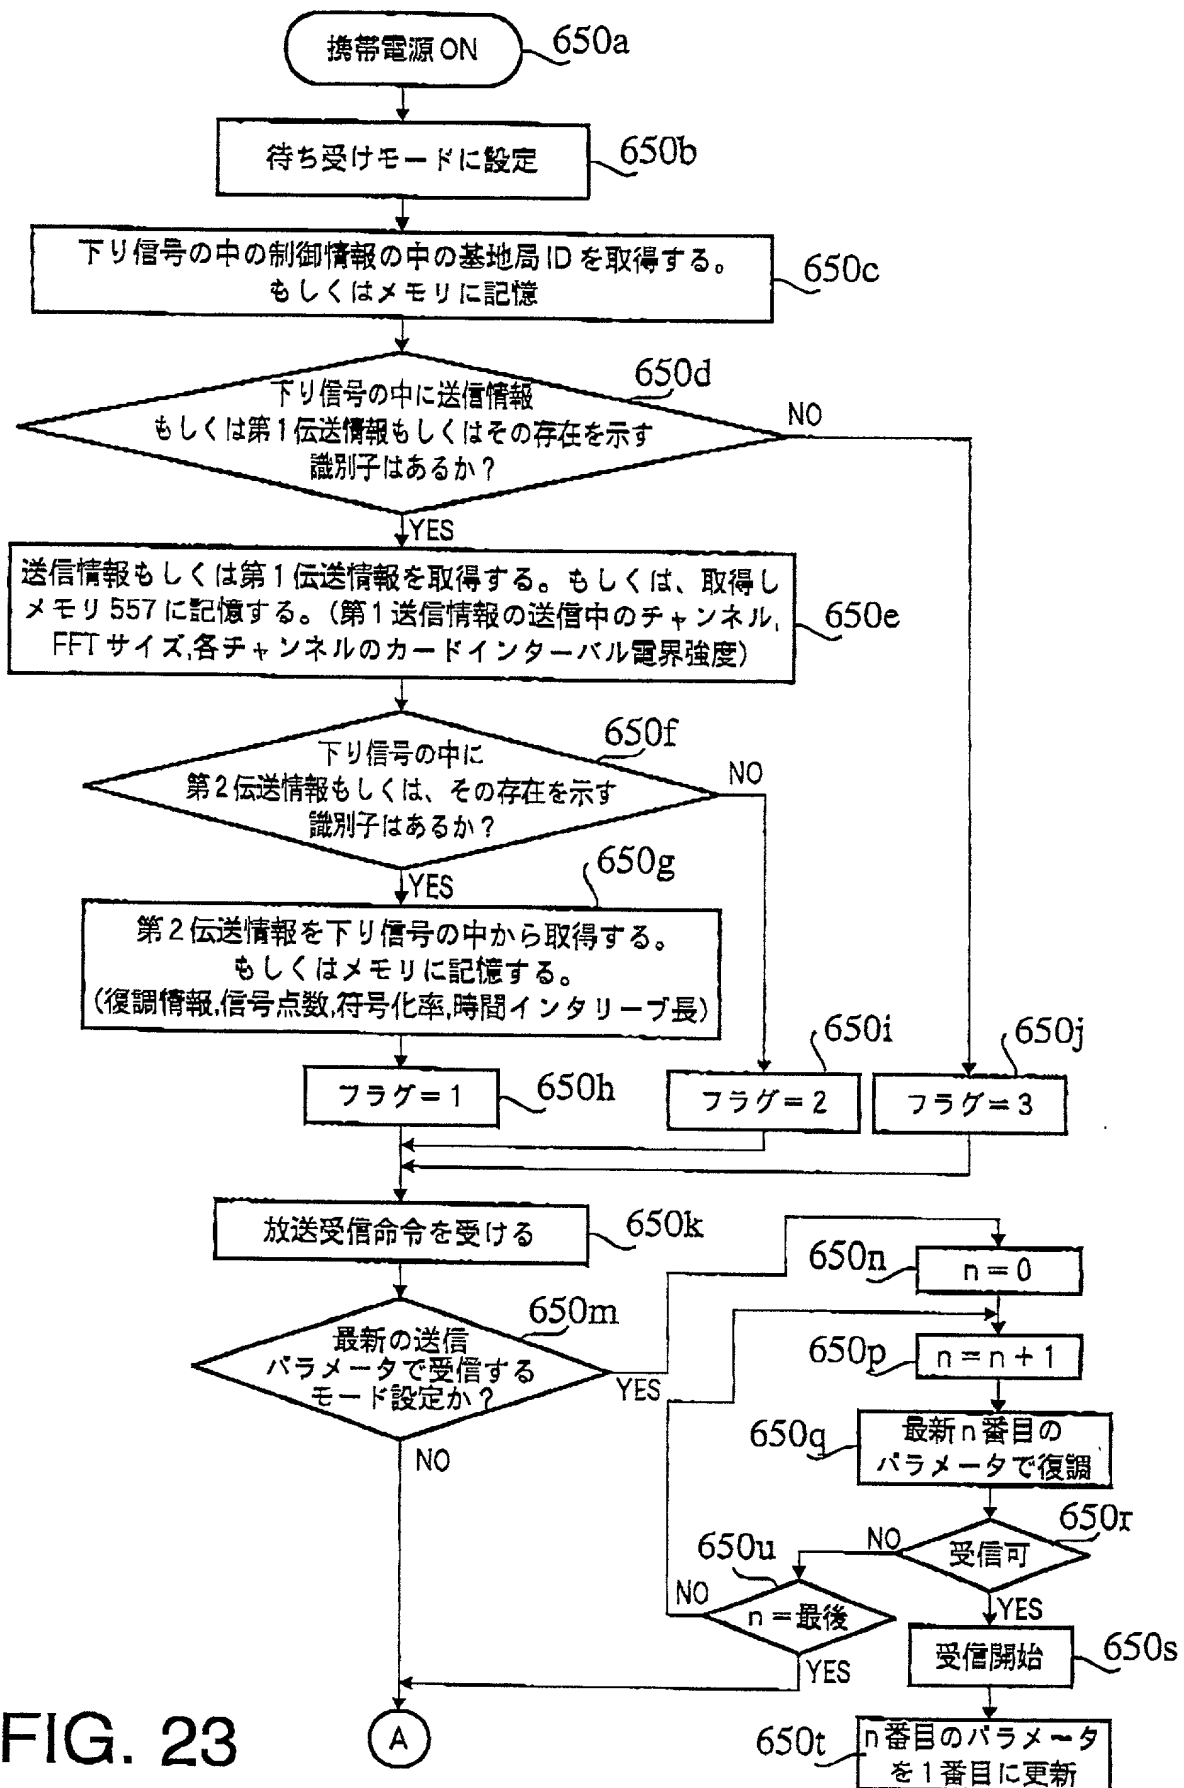 携帯電源ON
650a
待ち受けモードに設定
650b
下り信号の中の制御情報の中の基地局IDを取得する。
もしくはメモリに記憶
650c
下り信号の中に送信情報
もしくは第1伝送情報もしくはその存在を示す
識別子はあるか？
650d
NO
YES
送信情報もしくは第1伝送情報を取得する。もしくは、取得し
メモリ557に記憶する。(第1送信情報の送信中のチャンネル,
FFTサイズ,各チャンネルのカードインターバル電界強度)
650e
下り信号の中に
第2伝送情報もしくは、その存在を示す
識別子はあるか？
650f
NO
YES
650g
第2伝送情報を下り信号の中から取得する。
もしくはメモリに記憶する。
(復調情報,信号点数,符号化率,時間インタリーブ長)
フラグ＝1
650h
フラグ＝2
650i
フラグ＝3
650j
放送受信命令を受ける
650k
最新の送信
パラメータで受信する
モード設定か？
650m
YES
NO
650n
n＝0
650p
n＝n＋1
650q
最新n番目の
パラメータで復調
650r
受信可
NO
YES
650u
n＝最後
NO
YES
受信開始
650s
650t
n番目のパラメータ
を1番目に更新
A
FIG. 23